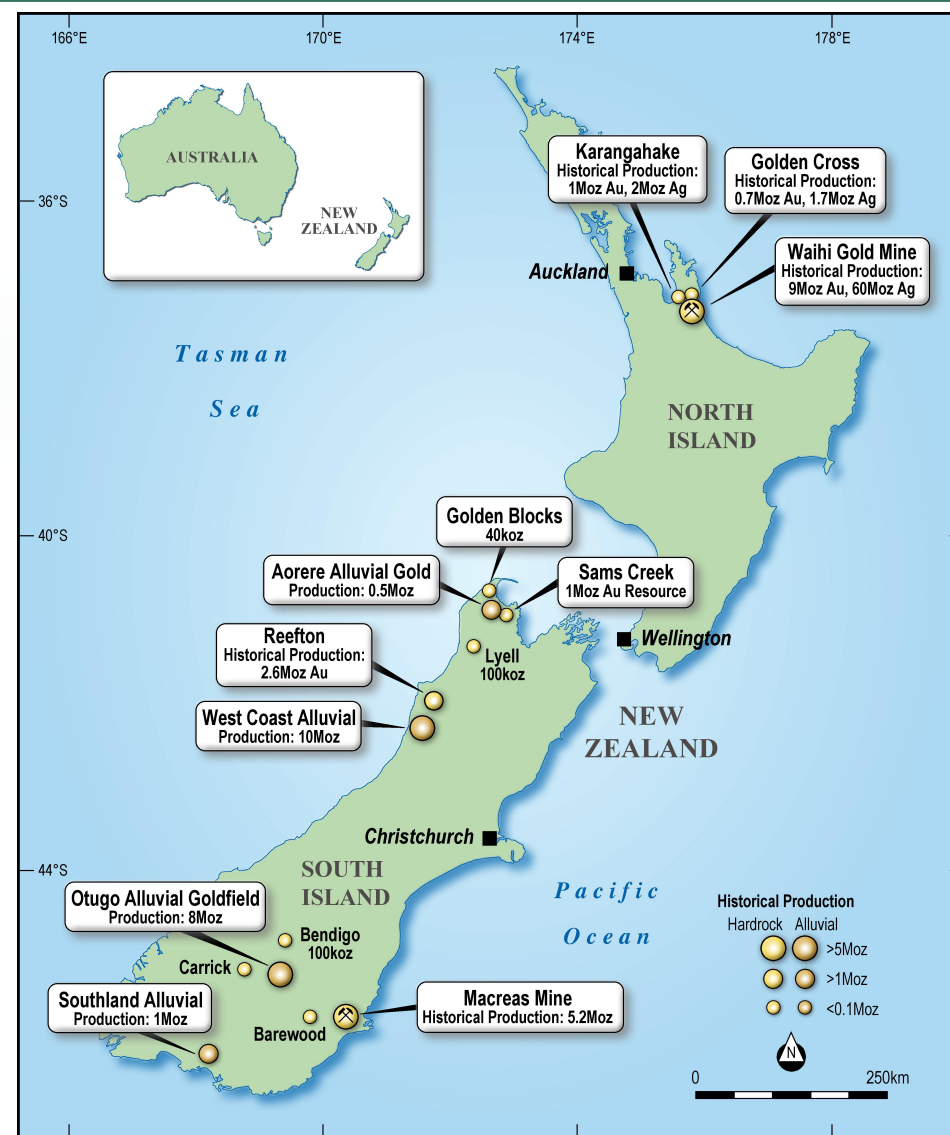 166°E
170°E
174°E
178°E
36°S
40°S
44°S
AUSTRALIA
NEW
ZEALAND
Karangahake
Historical Production:
1Moz Au, 2Moz Ag
Golden Cross
Historical Production:
0.7Moz Au, 1.7Moz Ag
Waihi Gold Mine
Historical Production:
9Moz Au, 60Moz Ag
Auckland
Tasman
Sea
NORTH
ISLAND
Golden Blocks
40koz
Aorere Alluvial Gold
Production: 0.5Moz
Sams Creek
1Moz Au Resource
Wellington
Reefton
Historical Production:
2.6Moz Au
Lyell
100koz
West Coast Alluvial
Production: 10Moz
NEW
ZEALAND
Christchurch
SOUTH
ISLAND
Pacific
Ocean
Otugo Alluvial Goldfield
Production: 8Moz
Bendigo
100koz
Carrick
Southland Alluvial
Production: 1Moz
Barewood
Macreas Mine
Historical Production: 5.2Moz
Historical Production
Hardrock Alluvial
>5Moz
>1Moz
<0.1Moz
N
0 250km